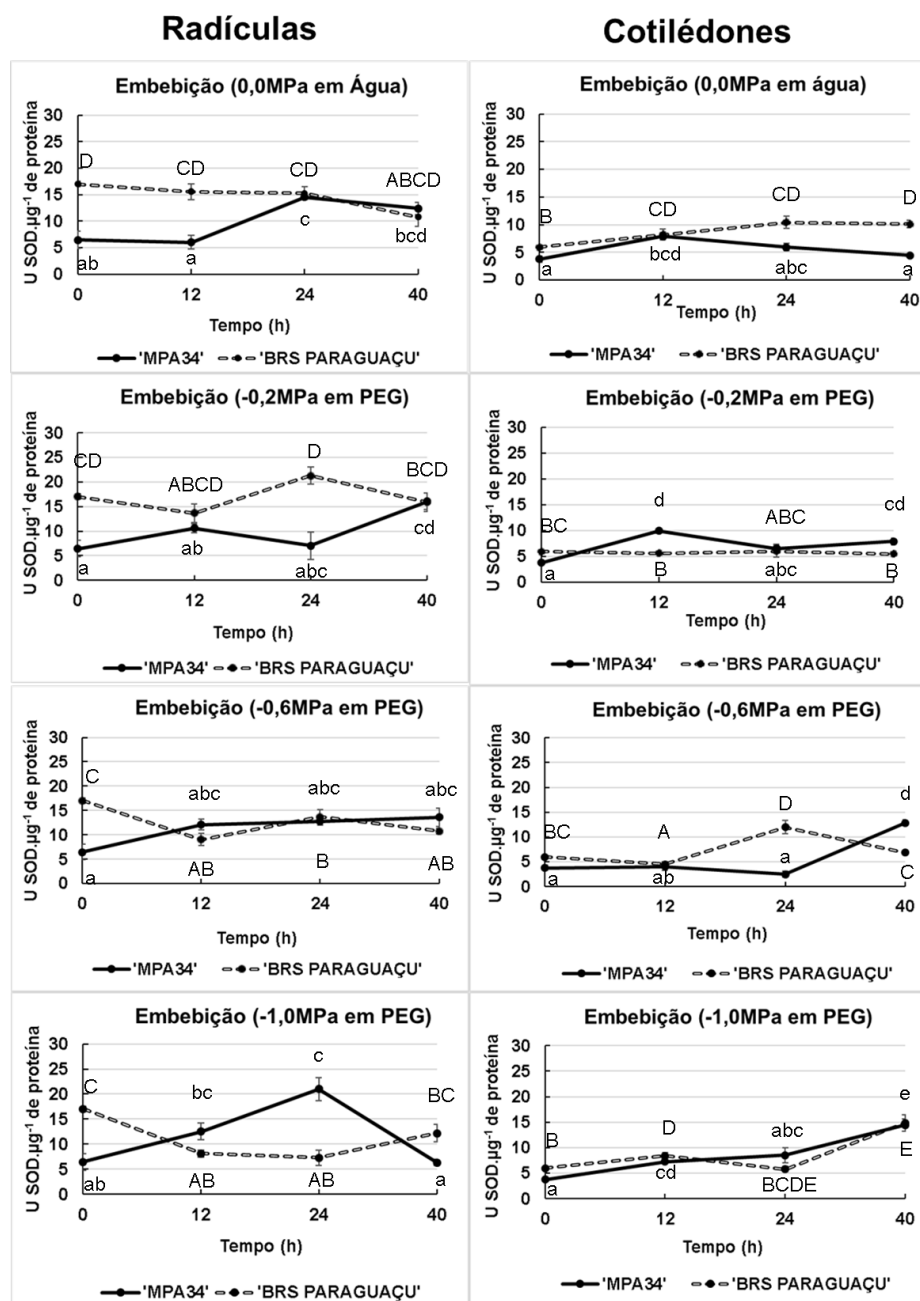 Radículas
Cotilédones
Embebição (0,0MPa em Água)
U SOD.µg⁻¹ de proteína
30
25
20
15
10
5
0
D
CD
CD
ABCD
ab
a
c
bcd
0 12 24 40
Tempo (h)
'MPA34' 'BRS PARAGUAÇU'
Embebição (0,0MPa em água)
U SOD.µg⁻¹ de proteína
30
25
20
15
10
5
0
B
CD
CD
D
a
bcd
abc
a
0 12 24 40
Tempo (h)
'MPA34' 'BRS PARAGUAÇU'
Embebição (-0,2MPa em PEG)
U SOD.µg⁻¹ de proteína
30
25
20
15
10
5
0
CD
ABCD
D
BCD
a
ab
abc
cd
0 12 24 40
Tempo (h)
'MPA34' 'BRS PARAGUAÇU'
Embebição (-0,2MPa em PEG)
U SOD.µg⁻¹ de proteína
30
25
20
15
10
5
0
BC
d
ABC
cd
a
B
abc
B
0 12 24 40
Tempo (h)
'MPA34' 'BRS PARAGUAÇU'
Embebição (-0,6MPa em PEG)
U SOD.µg⁻¹ de proteína
30
25
20
15
10
5
0
C
abc
abc
abc
a
AB
B
AB
0 12 24 40
Tempo (h)
'MPA34' 'BRS PARAGUAÇU'
Embebição (-0,6MPa em PEG)
U SOD.µg⁻¹ de proteína
30
25
20
15
10
5
0
BC
A
D
d
a
ab
a
C
0 12 24 40
Tempo (h)
'MPA34' 'BRS PARAGUAÇU'
Embebição (-1,0MPa em PEG)
U SOD.µg⁻¹ de proteína
30
25
20
15
10
5
0
C
bc
c
BC
ab
AB
AB
a
0 12 24 40
Tempo (h)
'MPA34' 'BRS PARAGUAÇU'
Embebição (-1,0MPa em PEG)
U SOD.µg⁻¹ de proteína
30
25
20
15
10
5
0
B
D
abc
e
a
cd
BCDE
E
0 12 24 40
Tempo (h)
'MPA34' 'BRS PARAGUAÇU'